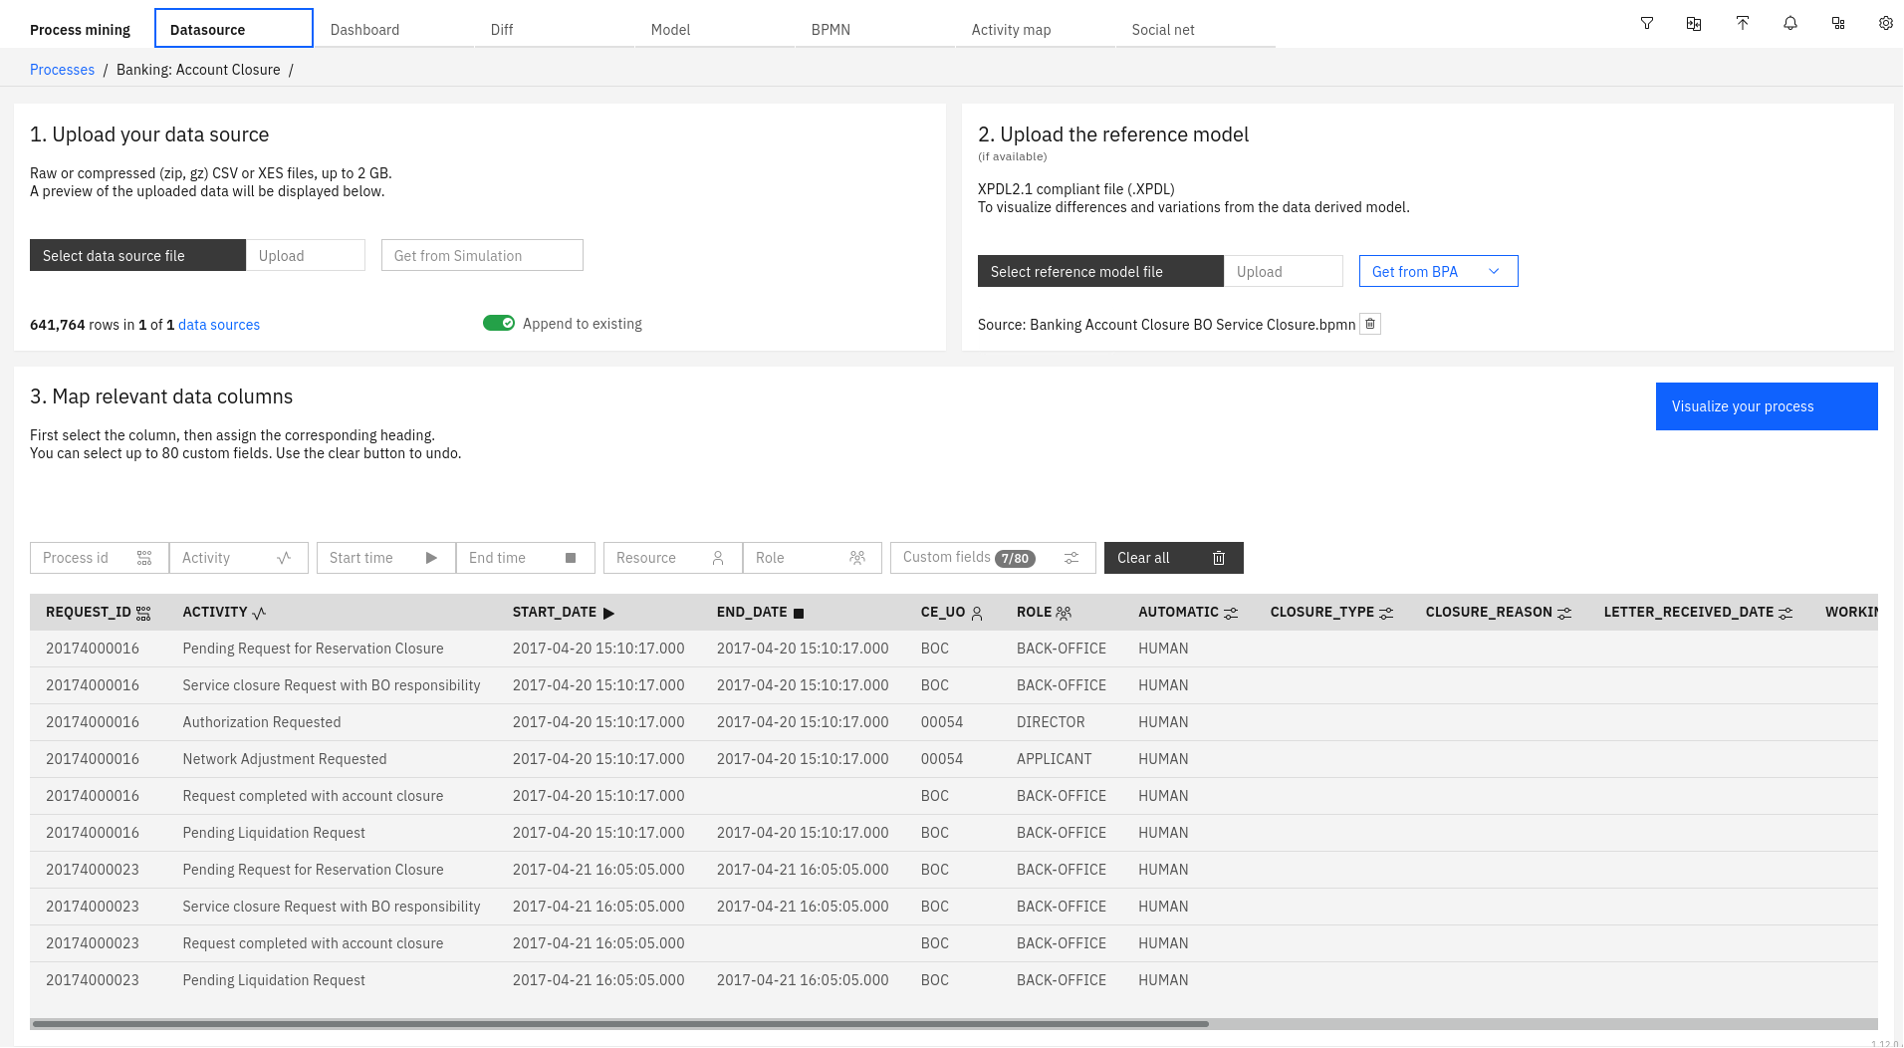 Process mining Datasource Dashboard Diff Model BPMN Activity map Social net
Processes / Banking: Account Closure /
1. Upload your data source
Raw or compressed (zip, gz) CSV or XES files, up to 2 GB.
A preview of the uploaded data will be displayed below.
Select data source file Upload Get from Simulation
641,764 rows in 1 of 1 data sources Append to existing
2. Upload the reference model
(if available)
XPDL2.1 compliant file (.XPDL)
To visualize differences and variations from the data derived model.
Select reference model file Upload Get from BPA
Source: Banking Account Closure BO Service Closure.bpmn
3. Map relevant data columns
Visualize your process
First select the column, then assign the corresponding heading.
You can select up to 80 custom fields. Use the clear button to undo.
Process id Activity Start time End time Resource Role Custom fields 7/80 Clear all
REQUEST_ID ACTIVITY START_DATE END_DATE CE_UO ROLE AUTOMATIC CLOSURE_TYPE CLOSURE_REASON LETTER_RECEIVED_DATE WORKIN
20174000016 Pending Request for Reservation Closure 2017-04-20 15:10:17.000 2017-04-20 15:10:17.000 BOC BACK-OFFICE HUMAN
20174000016 Service closure Request with BO responsibility 2017-04-20 15:10:17.000 2017-04-20 15:10:17.000 BOC BACK-OFFICE HUMAN
20174000016 Authorization Requested 2017-04-20 15:10:17.000 2017-04-20 15:10:17.000 00054 DIRECTOR HUMAN
20174000016 Network Adjustment Requested 2017-04-20 15:10:17.000 2017-04-20 15:10:17.000 00054 APPLICANT HUMAN
20174000016 Request completed with account closure 2017-04-20 15:10:17.000 BOC BACK-OFFICE HUMAN
20174000016 Pending Liquidation Request 2017-04-20 15:10:17.000 2017-04-20 15:10:17.000 BOC BACK-OFFICE HUMAN
20174000023 Pending Request for Reservation Closure 2017-04-21 16:05:05.000 2017-04-21 16:05:05.000 BOC BACK-OFFICE HUMAN
20174000023 Service closure Request with BO responsibility 2017-04-21 16:05:05.000 2017-04-21 16:05:05.000 BOC BACK-OFFICE HUMAN
20174000023 Request completed with account closure 2017-04-21 16:05:05.000 BOC BACK-OFFICE HUMAN
20174000023 Pending Liquidation Request 2017-04-21 16:05:05.000 2017-04-21 16:05:05.000 BOC BACK-OFFICE HUMAN